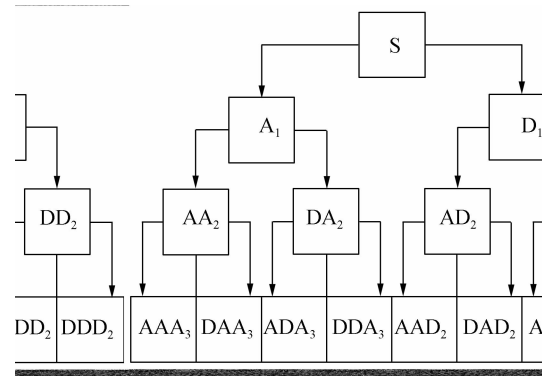 S
A₁ D₁
DD₂ AA₂ DA₂ AD₂
DD₂ DDD₂ AAA₃ DAA₃ ADA₃ DDA₃ AAD₂ DAD₂ A